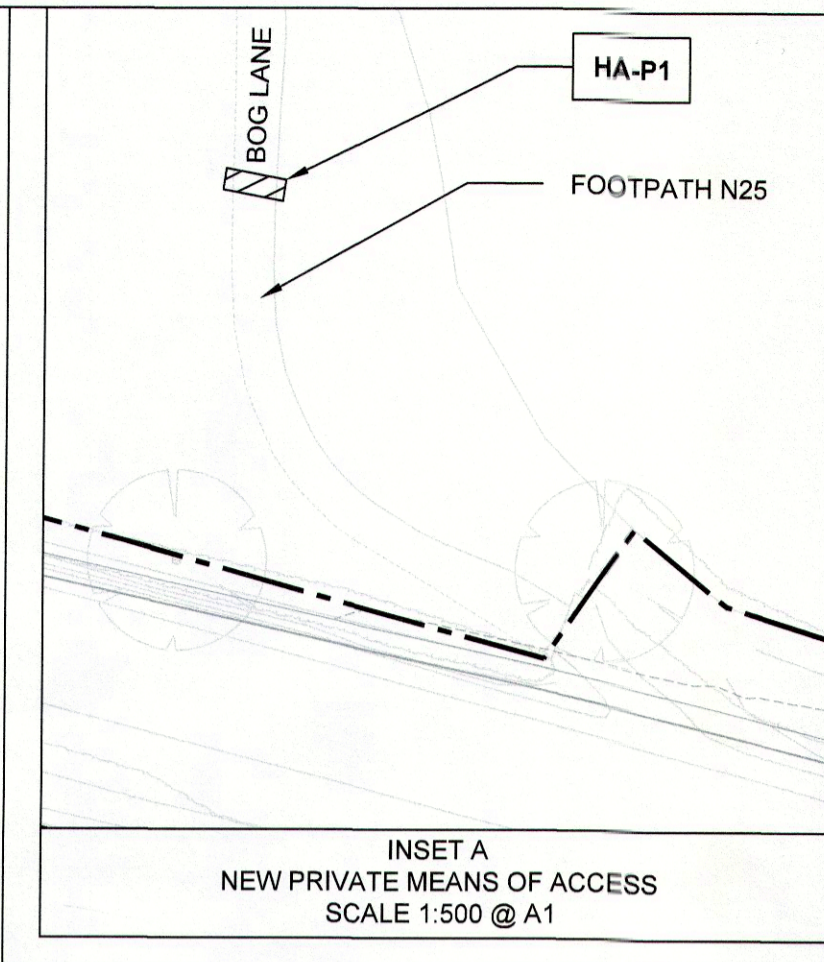 BOG LANE
HA-P1
FOOTPATH N25
INSET A
NEW PRIVATE MEANS OF ACCESS
SCALE 1:500 @ A1